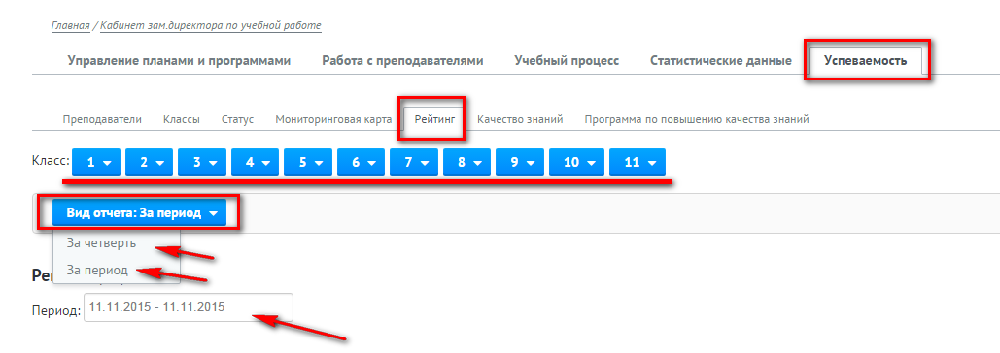 Главная / Кабинет зам.директора по учебной работе
Управление планами и программами Работа с преподавателями Учебный процесс Статистические данные Успеваемость
Преподаватели Классы Статус Мониторинговая карта Рейтинг Качество знаний Программа по повышению качества знаний
Класс: 1 2 3 4 5 6 7 8 9 10 11
Вид отчета: За период
За четверть
За период
Период: 11.11.2015 - 11.11.2015